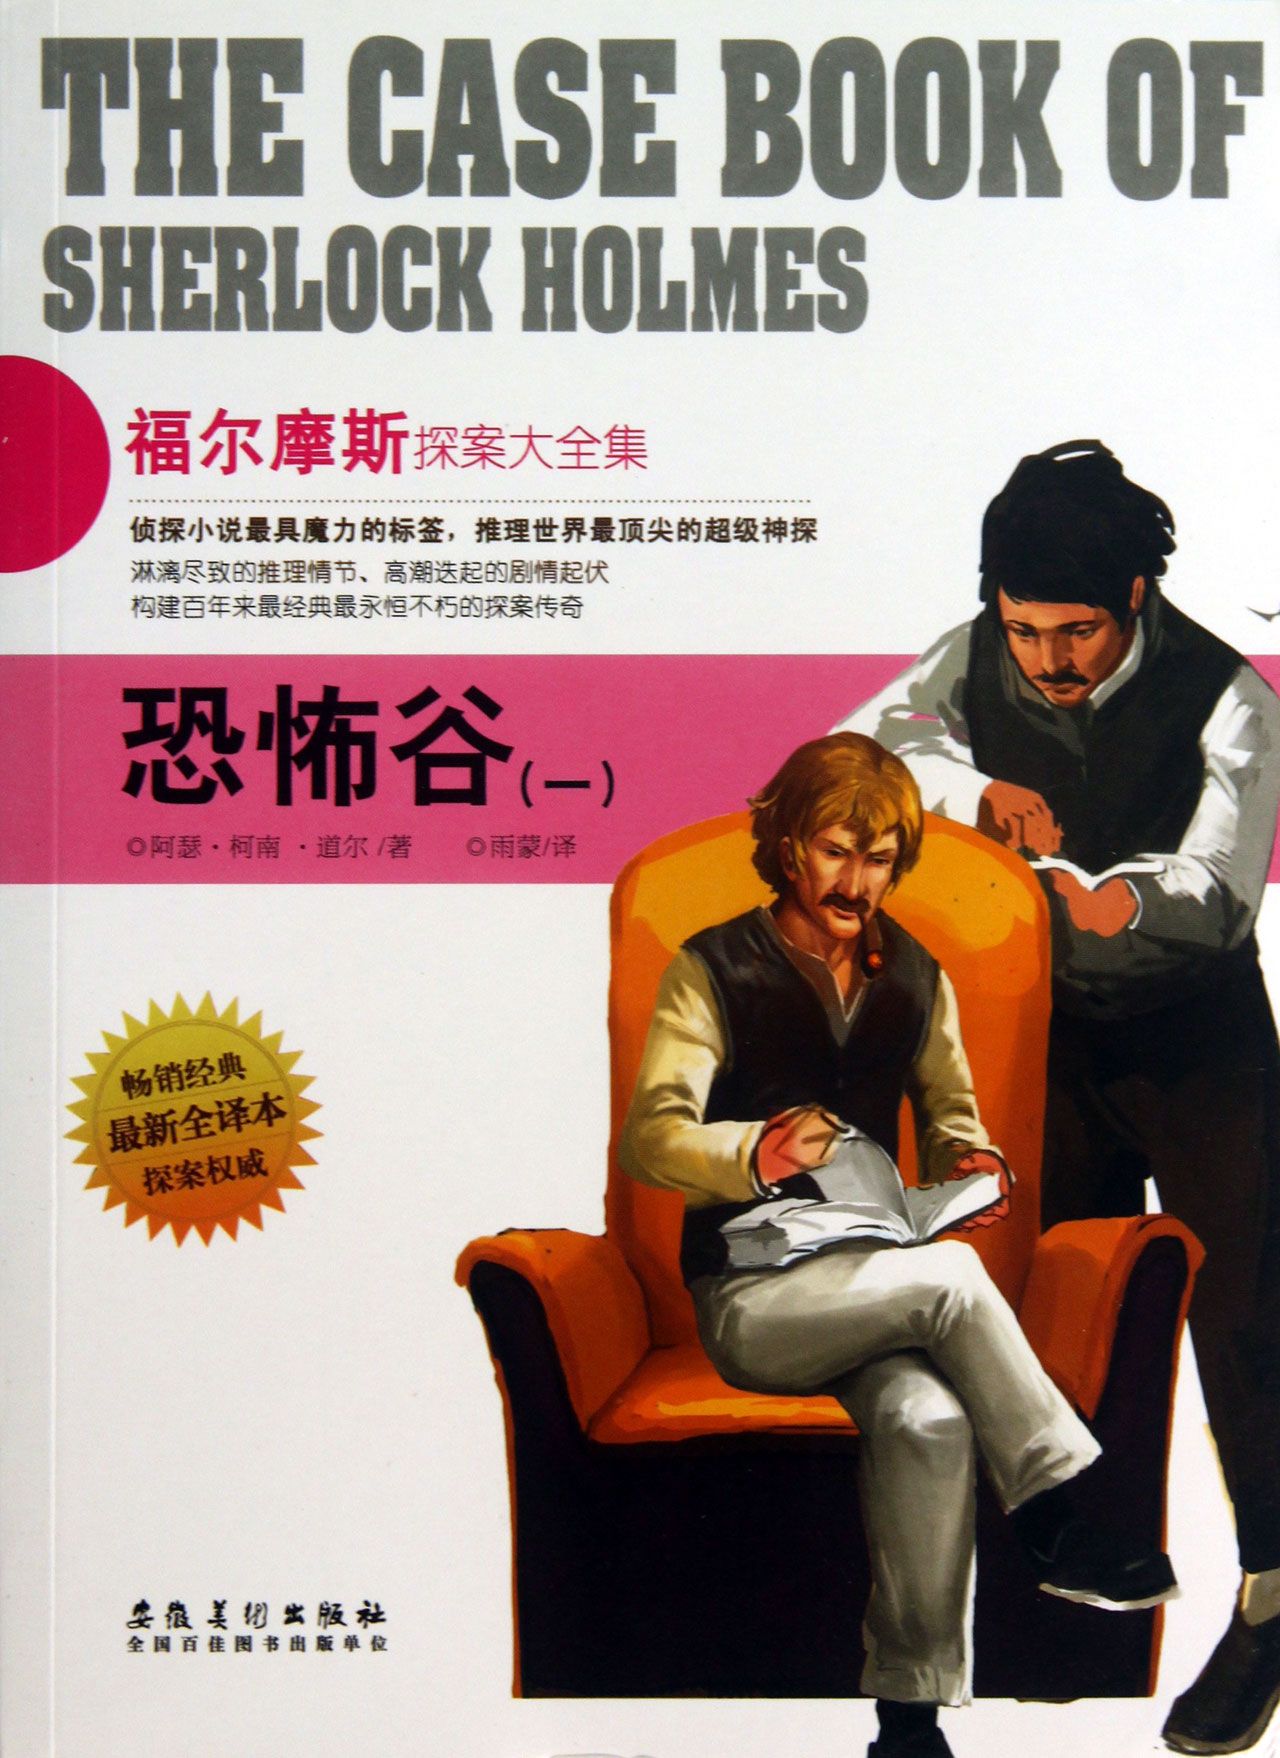 THE CASE BOOK OF
SHERLOCK HOLMES
福尔摩斯探案大全集
侦探小说最具魔力的标签，推理世界最顶尖的超级神探
淋漓尽致的推理情节、高潮迭起的剧情起伏
构建百年来最经典最永恒不朽的探案传奇
恐怖谷(一)
◎阿瑟·柯南·道尔/著 ◎雨蒙/译
畅销经典
最新全译本
探案权威
安徽美术出版社
全国百佳图书出版单位